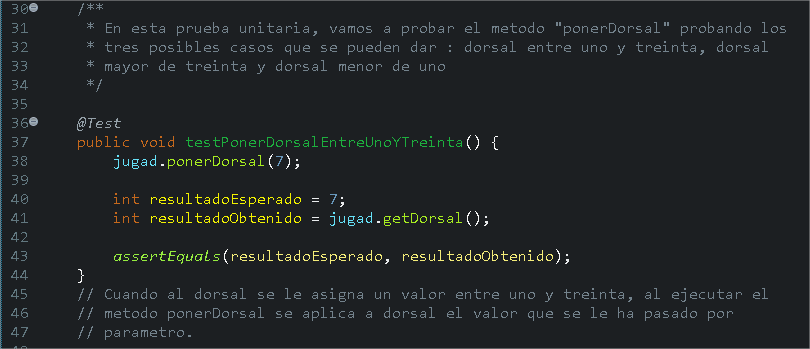 30 /**
31 * En esta prueba unitaria, vamos a probar el metodo "ponerDorsal" probando los
32 * tres posibles casos que se pueden dar : dorsal entre uno y treinta, dorsal
33 * mayor de treinta y dorsal menor de uno
34 */
35
36 @Test
37 public void testPonerDorsalEntreUnoYTreinta() {
38 jugad.ponerDorsal(7);
39
40 int resultadoEsperado = 7;
41 int resultadoObtenido = jugad.getDorsal();
42
43 assertEquals(resultadoEsperado, resultadoObtenido);
44 }
45 // Cuando al dorsal se le asigna un valor entre uno y treinta, al ejecutar el
46 // metodo ponerDorsal se aplica a dorsal el valor que se le ha pasado por
47 // parametro.